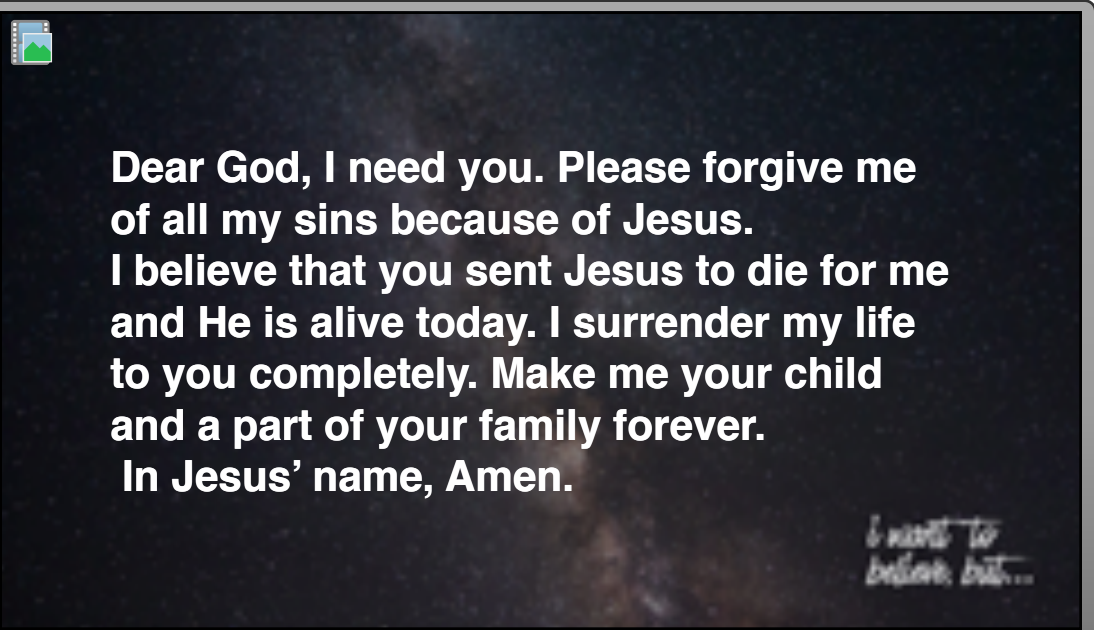 Dear God, I need you. Please forgive me
of all my sins because of Jesus.
I believe that you sent Jesus to die for me
and He is alive today. I surrender my life
to you completely. Make me your child
and a part of your family forever.
In Jesus’ name, Amen.
i want to
believe, but...